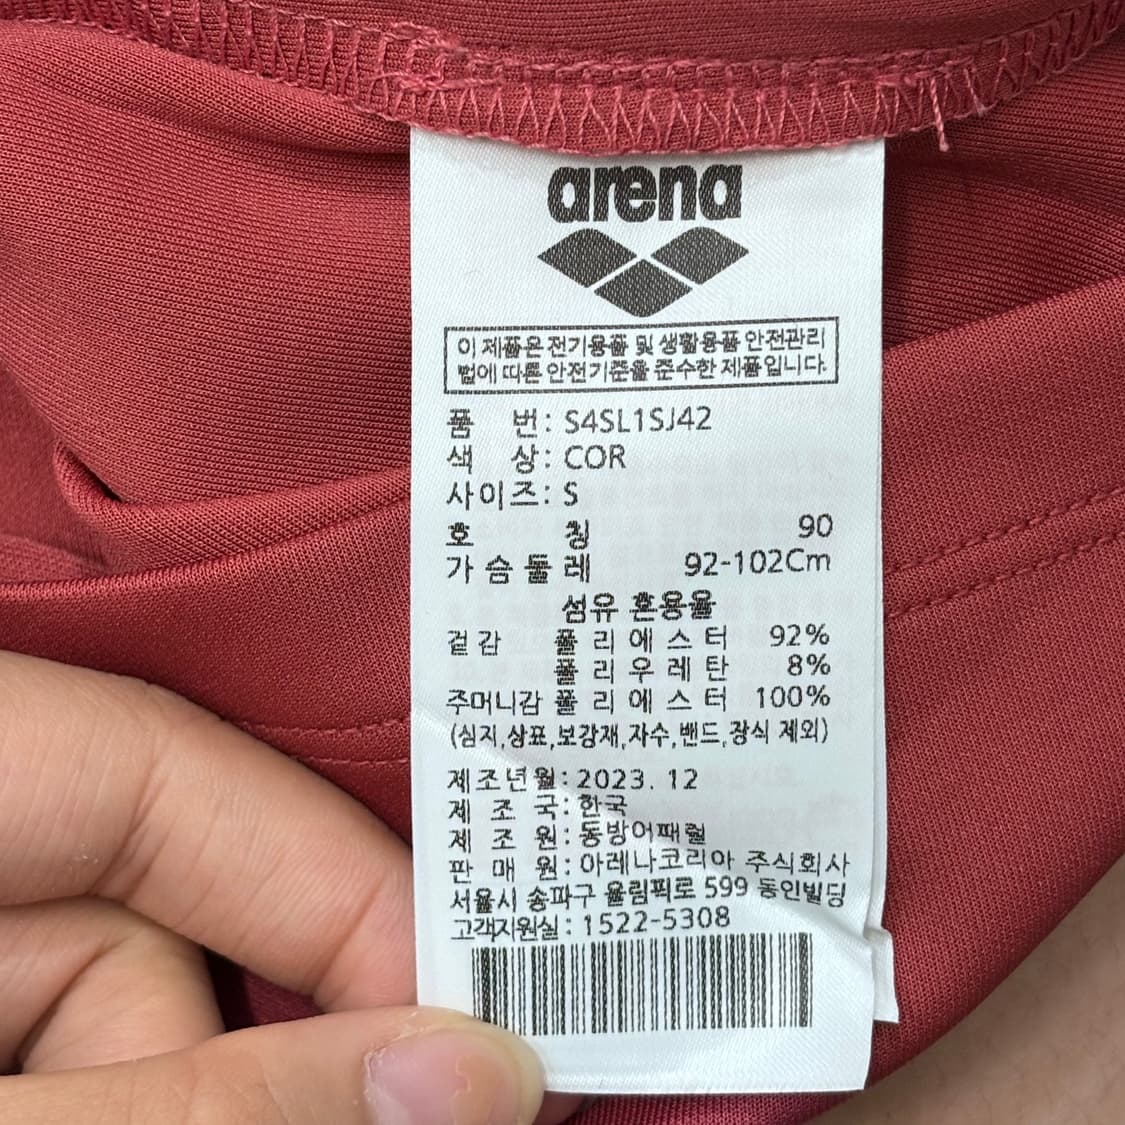 arena
이 제품은 전기용품 및 생활용품 안전관리
법에 따른 안전기준을 준수한 제품입니다.
품 번: S4SL1SJ42
색 상: COR
사이즈: S
호 칭 90
가 슴 둘 레 92-102Cm
섬유 혼용율
겉감 폴 리 에 스 터 92%
폴 리 우 레 탄 8%
주머니감 폴 리 에 스 터 100%
(심지,상표,보강재,자수,밴드,장식 제외)
제조년월: 2023. 12
제 조 국: 한국
제 조 원: 동방어패럴
판 매 원: 아레나코리아 주식회사
서울시 송파구 올림픽로 599 동인빌딩
고객지원실: 1522-5308